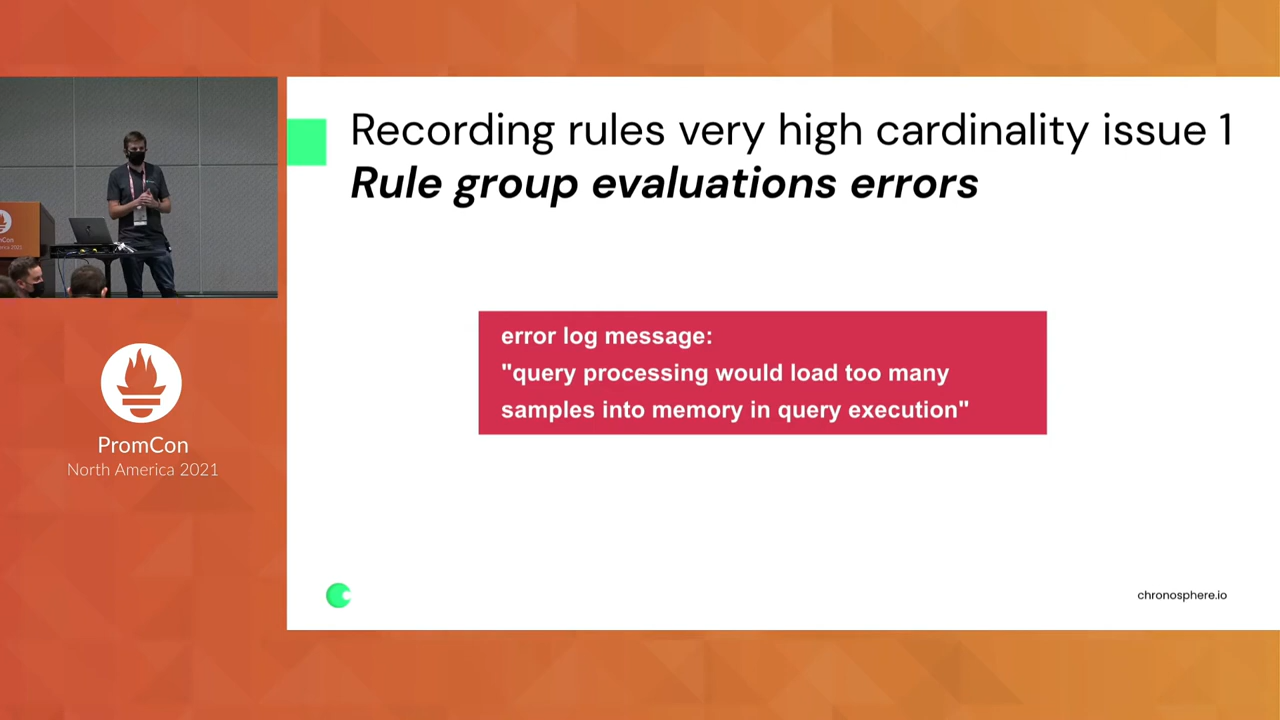 Recording rules very high cardinality issue 1
Rule group evaluations errors
error log message:
"query processing would load too many
samples into memory in query execution"
PromCon
North America 2021
chronosphere.io